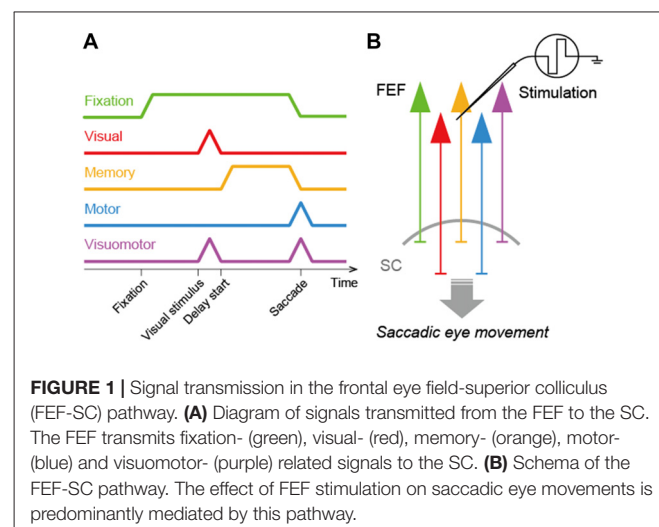 A
Fixation
Visual
Memory
Motor
Visuomotor
Time
Fixation
Visual stimulus
Delay start
Saccade
B
FEF
Stimulation
SC
Saccadic eye movement
FIGURE 1 | Signal transmission in the frontal eye field-superior colliculus
(FEF-SC) pathway. (A) Diagram of signals transmitted from the FEF to the SC.
The FEF transmits fixation- (green), visual- (red), memory- (orange), motor-
(blue) and visuomotor- (purple) related signals to the SC. (B) Schema of the
FEF-SC pathway. The effect of FEF stimulation on saccadic eye movements is
predominantly mediated by this pathway.